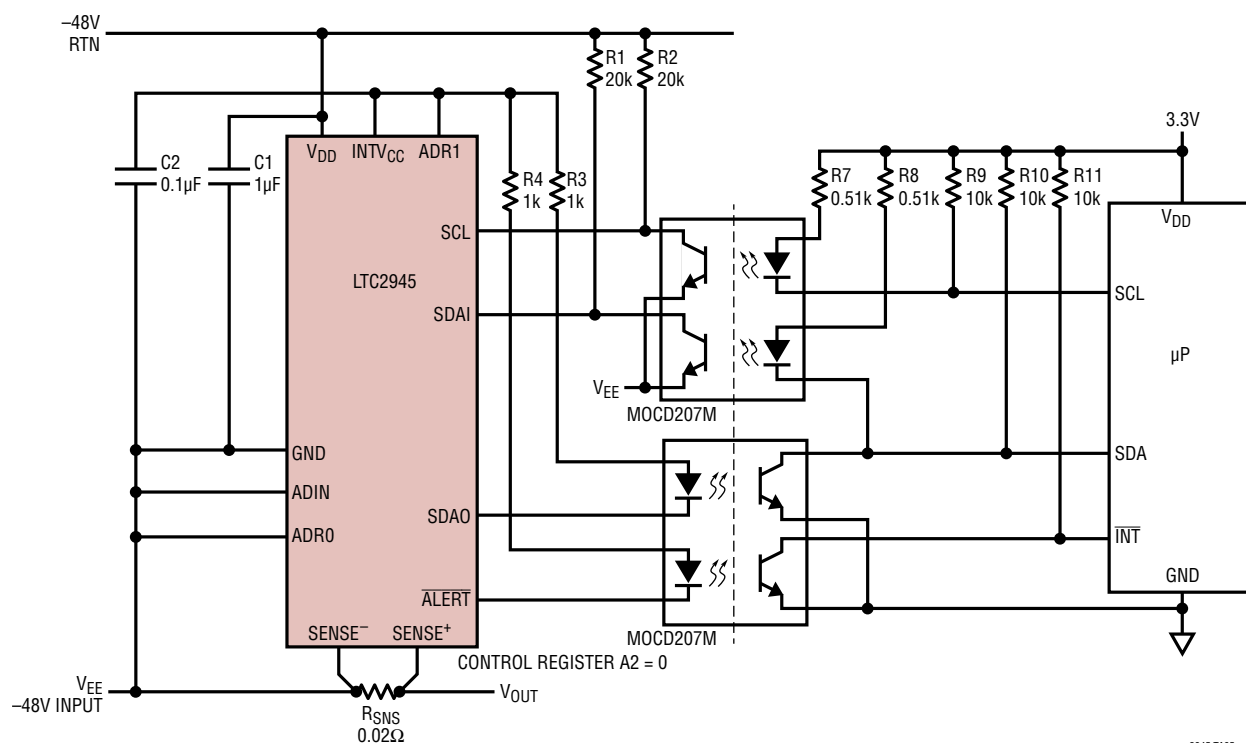 –48V
RTN
R1
20k
R2
20k
3.3V
C2
0.1µF
C1
1µF
VDD
INTVCC
ADR1
R4
1k
R3
1k
R7
0.51k
R8
0.51k
R9
10k
R10
10k
R11
10k
VDD
SCL
LTC2945
SCL
SDAI
µP
VEE
MOCD207M
GND
SDA
ADIN
SDAO
ADR0
INT
GND
ALERT
SENSE–
SENSE+
MOCD207M
CONTROL REGISTER A2 = 0
VEE
–48V INPUT
VOUT
RSNS
0.02Ω